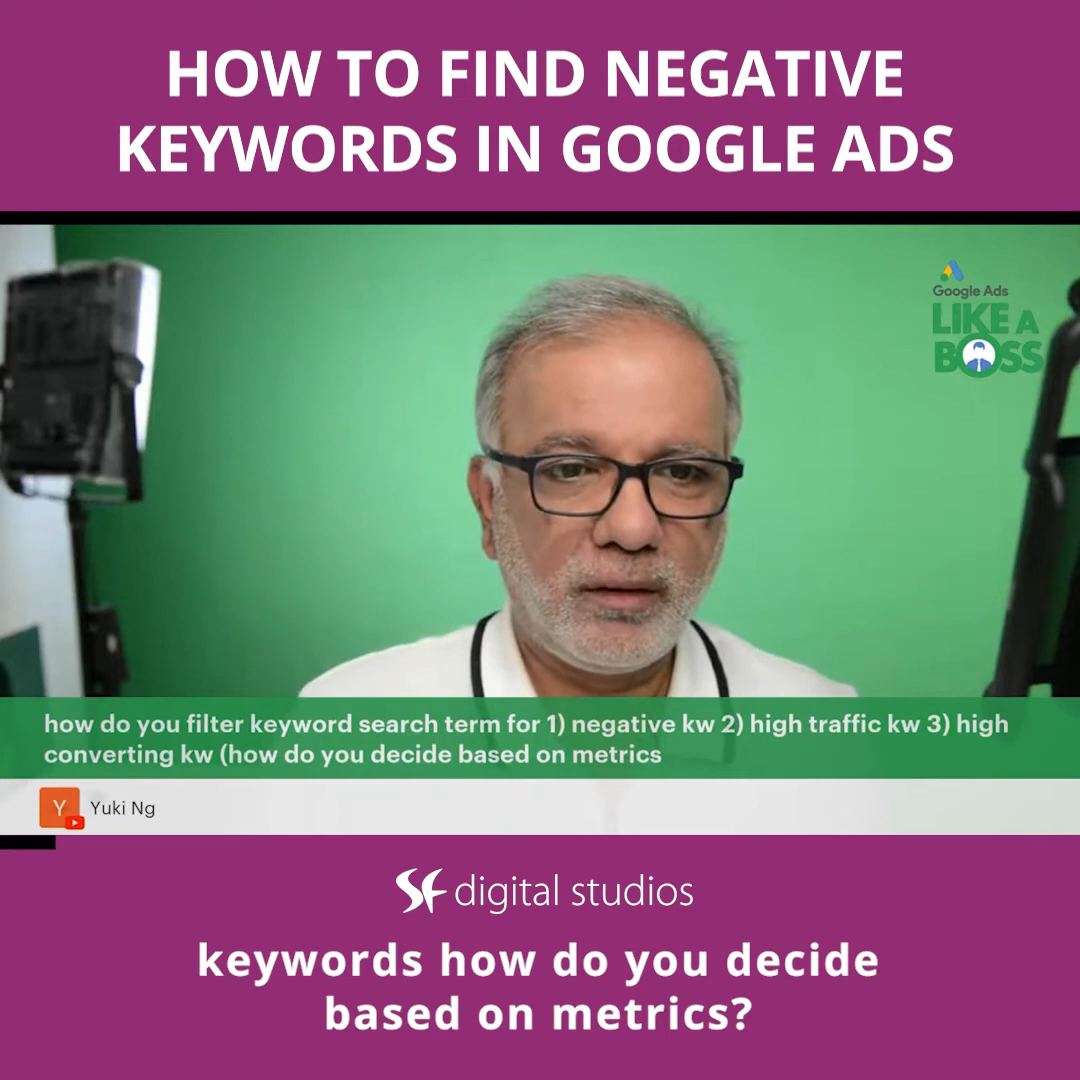 HOW TO FIND NEGATIVE
KEYWORDS IN GOOGLE ADS
Google Ads
LIKE A
BOSS
how do you filter keyword search term for 1) negative kw 2) high traffic kw 3) high
converting kw (how do you decide based on metrics
Y
Yuki Ng
SF digital studios
keywords how do you decide
based on metrics?